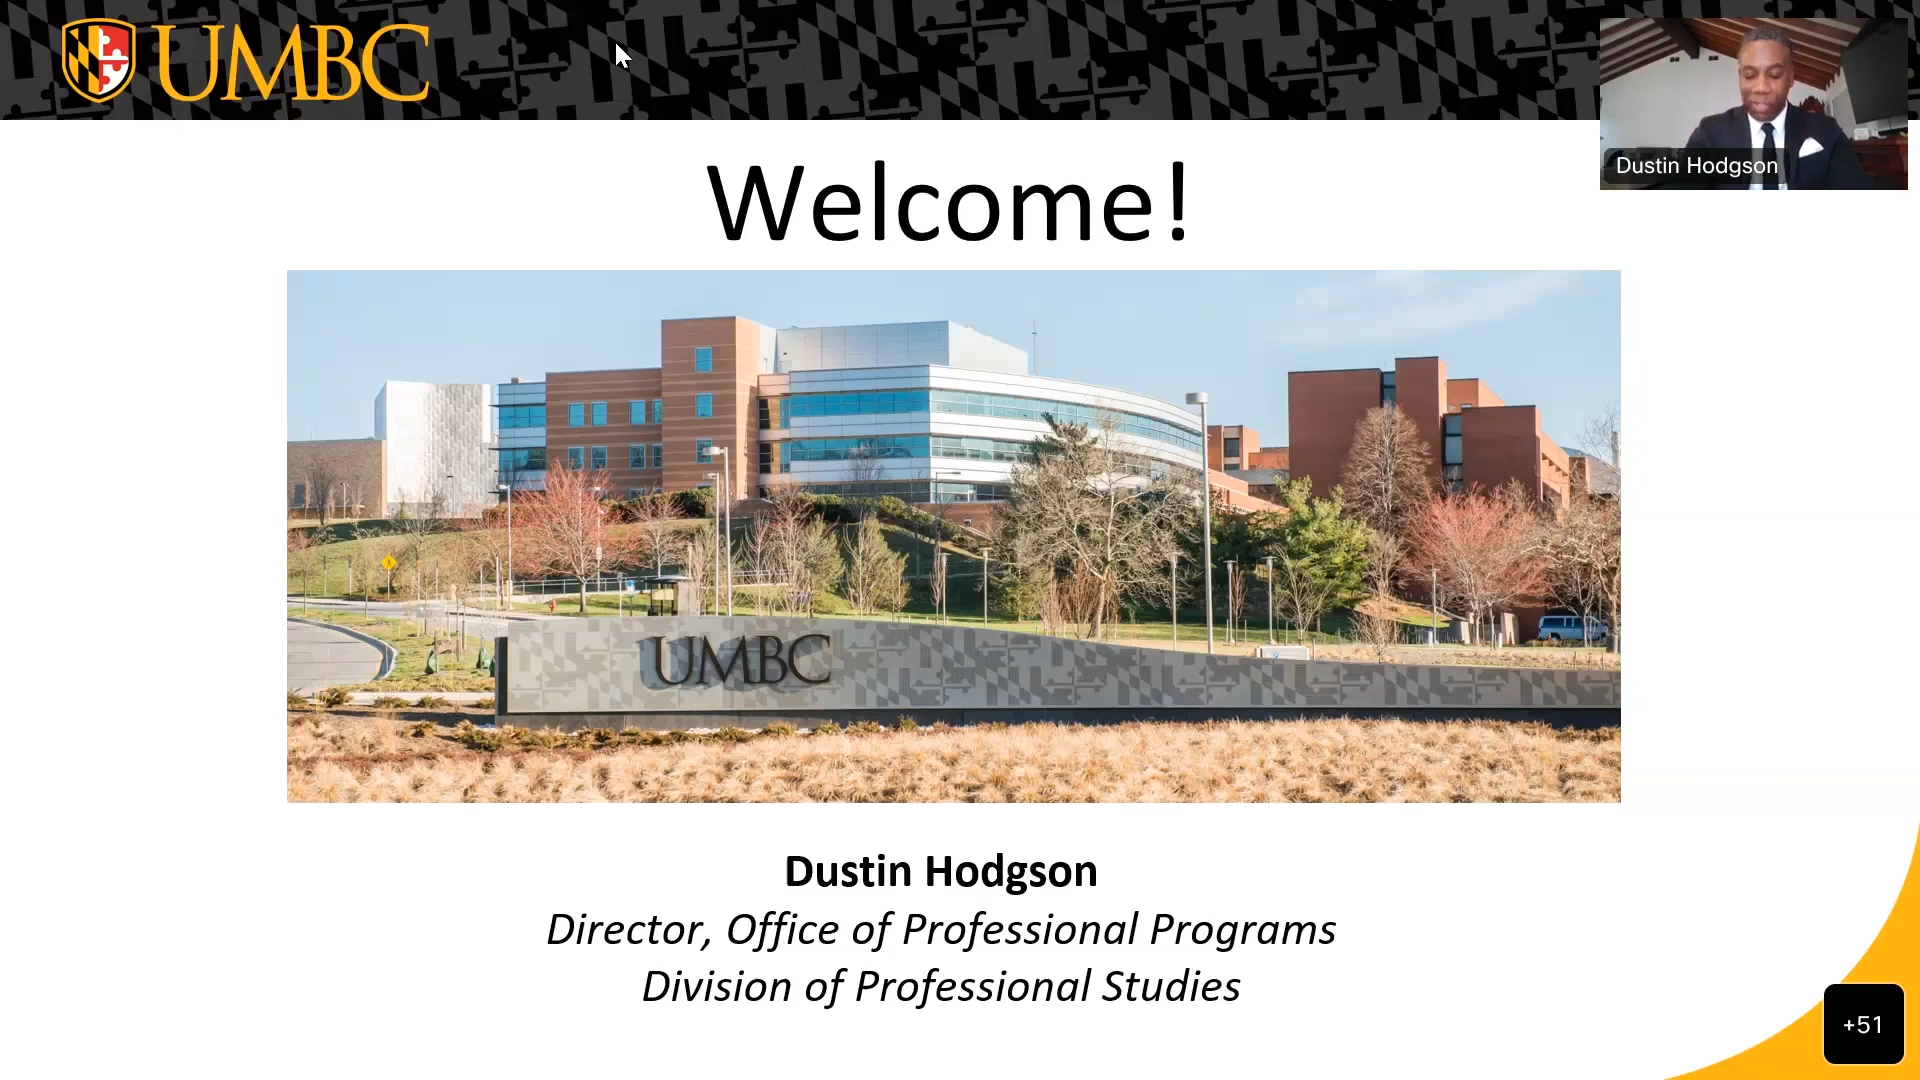 UMBC
Dustin Hodgson
Welcome!
UMBC
Dustin Hodgson
Director, Office of Professional Programs
Division of Professional Studies
+51